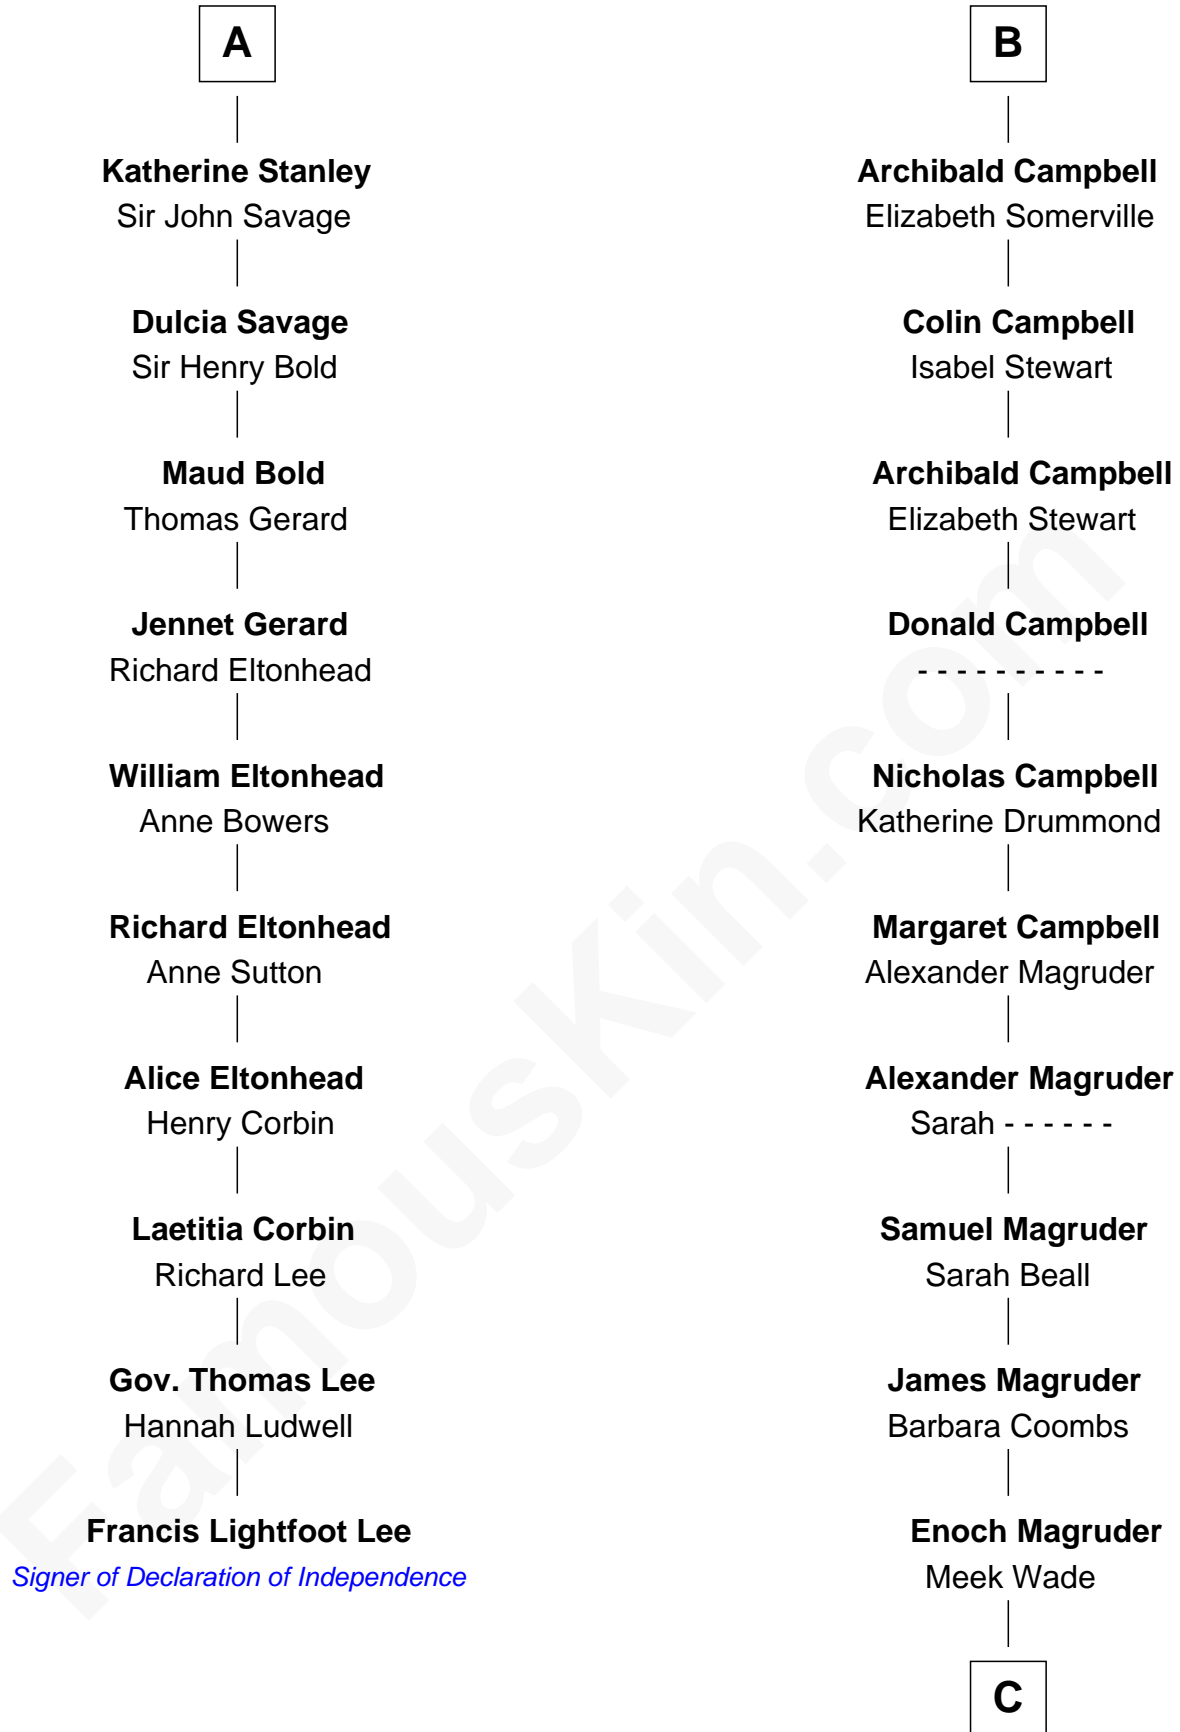 A
Katherine Stanley
Sir John Savage
Dulcia Savage
Sir Henry Bold
Maud Bold
Thomas Gerard
Jennet Gerard
Richard Eltonhead
William Eltonhead
Anne Bowers
Richard Eltonhead
Anne Sutton
Alice Eltonhead
Henry Corbin
Laetitia Corbin
Richard Lee
Gov. Thomas Lee
Hannah Ludwell
Francis Lightfoot Lee
Signer of Declaration of Independence
B
Archibald Campbell
Elizabeth Somerville
Colin Campbell
Isabel Stewart
Archibald Campbell
Elizabeth Stewart
Donald Campbell
- - - - - - - - - -
Nicholas Campbell
Katherine Drummond
Margaret Campbell
Alexander Magruder
Alexander Magruder
Sarah - - - - - -
Samuel Magruder
Sarah Beall
James Magruder
Barbara Coombs
Enoch Magruder
Meek Wade
C
FamousKin.com